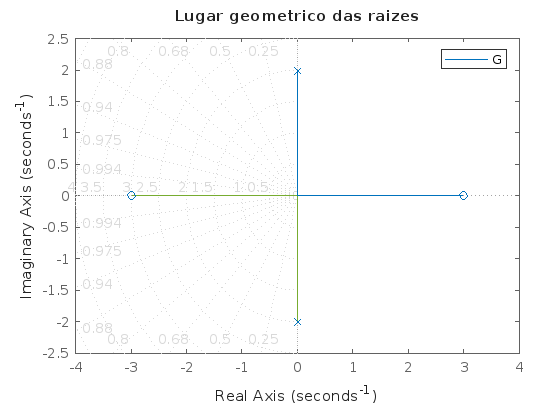 Lugar geometrico das raizes
G
2.5
2
1.5
1
0.5
0
-0.5
-1
-1.5
-2
-2.5
0.8 0.68 0.5 0.25
0.88
0.94
0.975
0.994
4 3.5 3 2.5 2 1.5 1 0.5
0.994
0.975
0.94
0.88
0.8 0.68 0.5 0.25
-4 -3 -2 -1 0 1 2 3 4
Imaginary Axis (seconds-1)
Real Axis (seconds-1)